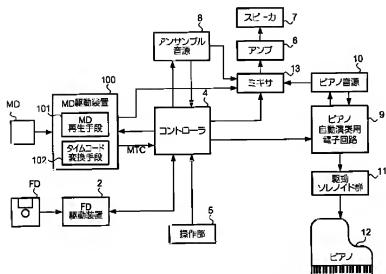 スピーカ
7
8
アンサンブル
音源
アンプ
6
100
MD駆動装置
13
ミキサ
10
ピアノ音源
MD
101
MD
再生手段
4
コントローラ
9
ピアノ
自動演奏用
電子回路
102
タイムコード
変換手段
MTC
11
駆動
ソレノイド群
FD
2
FD
駆動装置
5
操作部
12
ピアノ